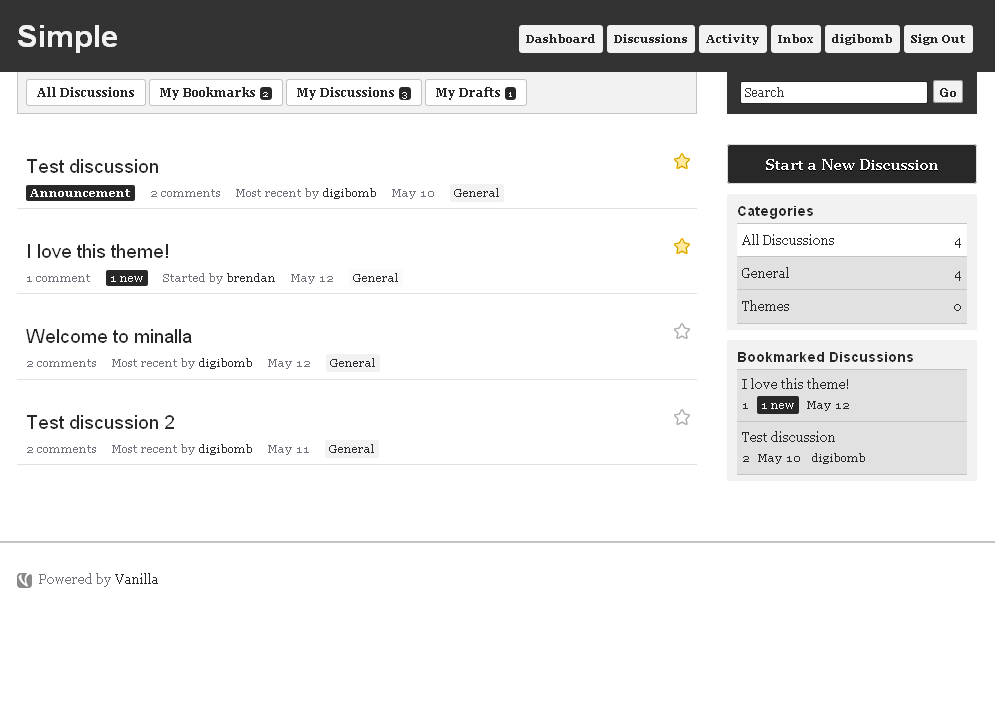 Simple
Dashboard Discussions Activity Inbox digibomb Sign Out
All Discussions My Bookmarks 2 My Discussions 3 My Drafts 1
Search Go
Test discussion
Announcement 2 comments Most recent by digibomb May 10 General
I love this theme!
1 comment 1 new Started by brendan May 12 General
Welcome to minalla
2 comments Most recent by digibomb May 12 General
Test discussion 2
2 comments Most recent by digibomb May 11 General
Start a New Discussion
Categories
All Discussions 4
General 4
Themes 0
Bookmarked Discussions
I love this theme!
1 1 new May 12
Test discussion
2 May 10 digibomb
Powered by Vanilla